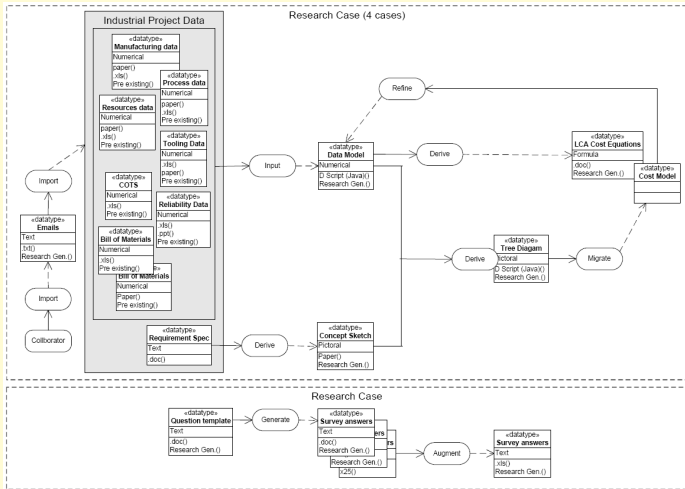 Research Case (4 cases)
Industrial Project Data
«datatype»
Manufacturing data
Numerical
paper()
.xls()
Pre existing()
«datatype»
Process data
Numerical
paper()
.xls()
Pre existing()
«datatype»
Resources data
Numerical
paper()
.xls()
Pre existing()
«datatype»
Tooling Data
Numerical
.xls()
paper()
Pre existing()
«datatype»
COTS
Numerical
.xls()
Pre existing()
«datatype»
Reliability Data
Numerical
.xls()
.ppt()
Pre existing()
«datatype»
Bill of Materials
Numerical
.xls()
Pre existing()
Bill of Materials
Numerical
Paper()
Pre existing()
«datatype»
Requirement Spec
Text
.doc()
Import
«datatype»
Emails
Text
.txt()
Research Gen.()
Import
Collborator
Input
Refine
«datatype»
Data Model
Numerical
D Script (Java)()
Research Gen.()
Derive
«datatype»
LCA Cost Equations
Formula
.doc()
Research Gen.()
«datatype»
Cost Model
Derive
«datatype»
Tree Diagam
Pictoral
D Script (Java)()
Research Gen.()
Migrate
Derive
«datatype»
Concept Sketch
Pictoral
Paper()
Research Gen.()
Research Case
«datatype»
Question template
Text
.doc()
Research Gen.()
Generate
«datatype»
Survey answers
Text
.doc()
Research Gen.()
Research Gen.()
x25()
Augment
«datatype»
Survey answers
Text
.xls()
Research Gen.()